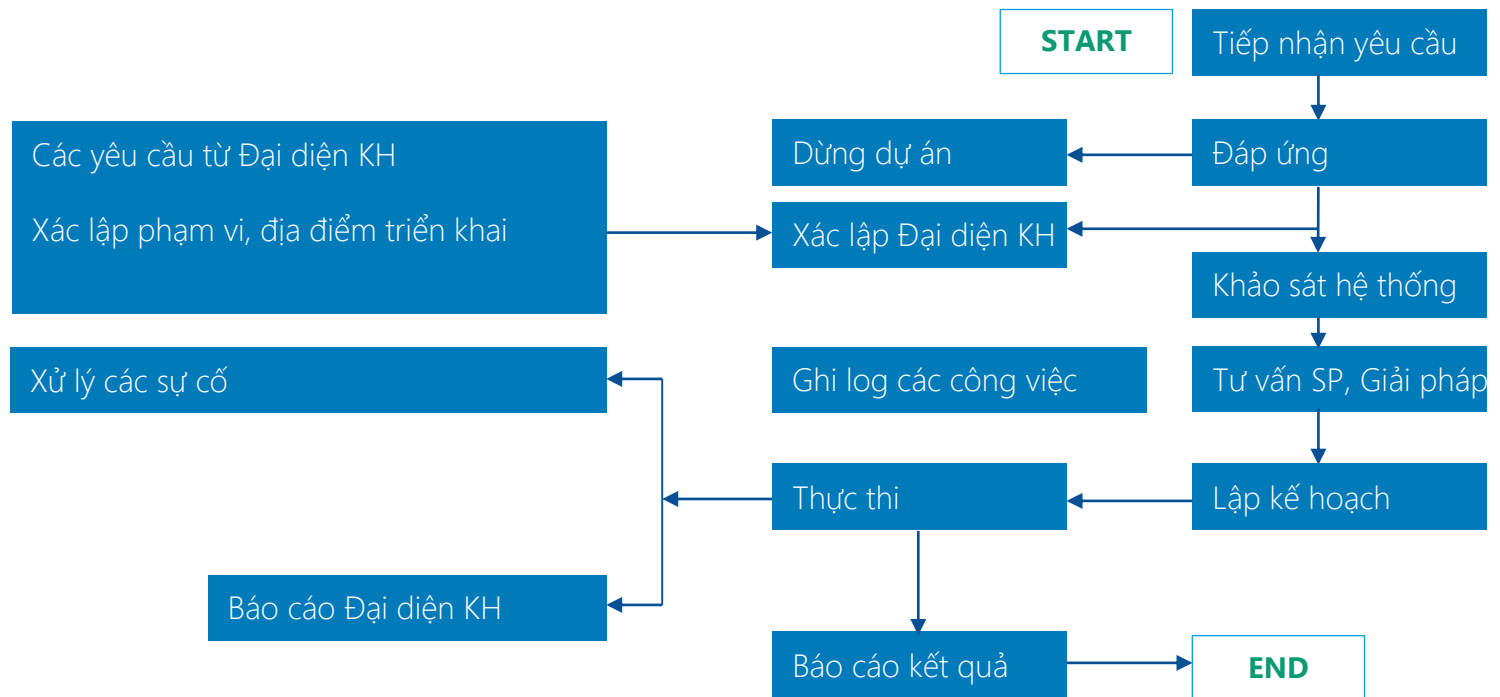 START
Tiếp nhận yêu cầu
Các yêu cầu từ Đại diện KH
Xác lập phạm vi, địa điểm triển khai
Dừng dự án
Đáp ứng
Xác lập Đại diện KH
Khảo sát hệ thống
Xử lý các sự cố
Ghi log các công việc
Tư vấn SP, Giải pháp
Thực thi
Lập kế hoạch
Báo cáo Đại diện KH
Báo cáo kết quả
END